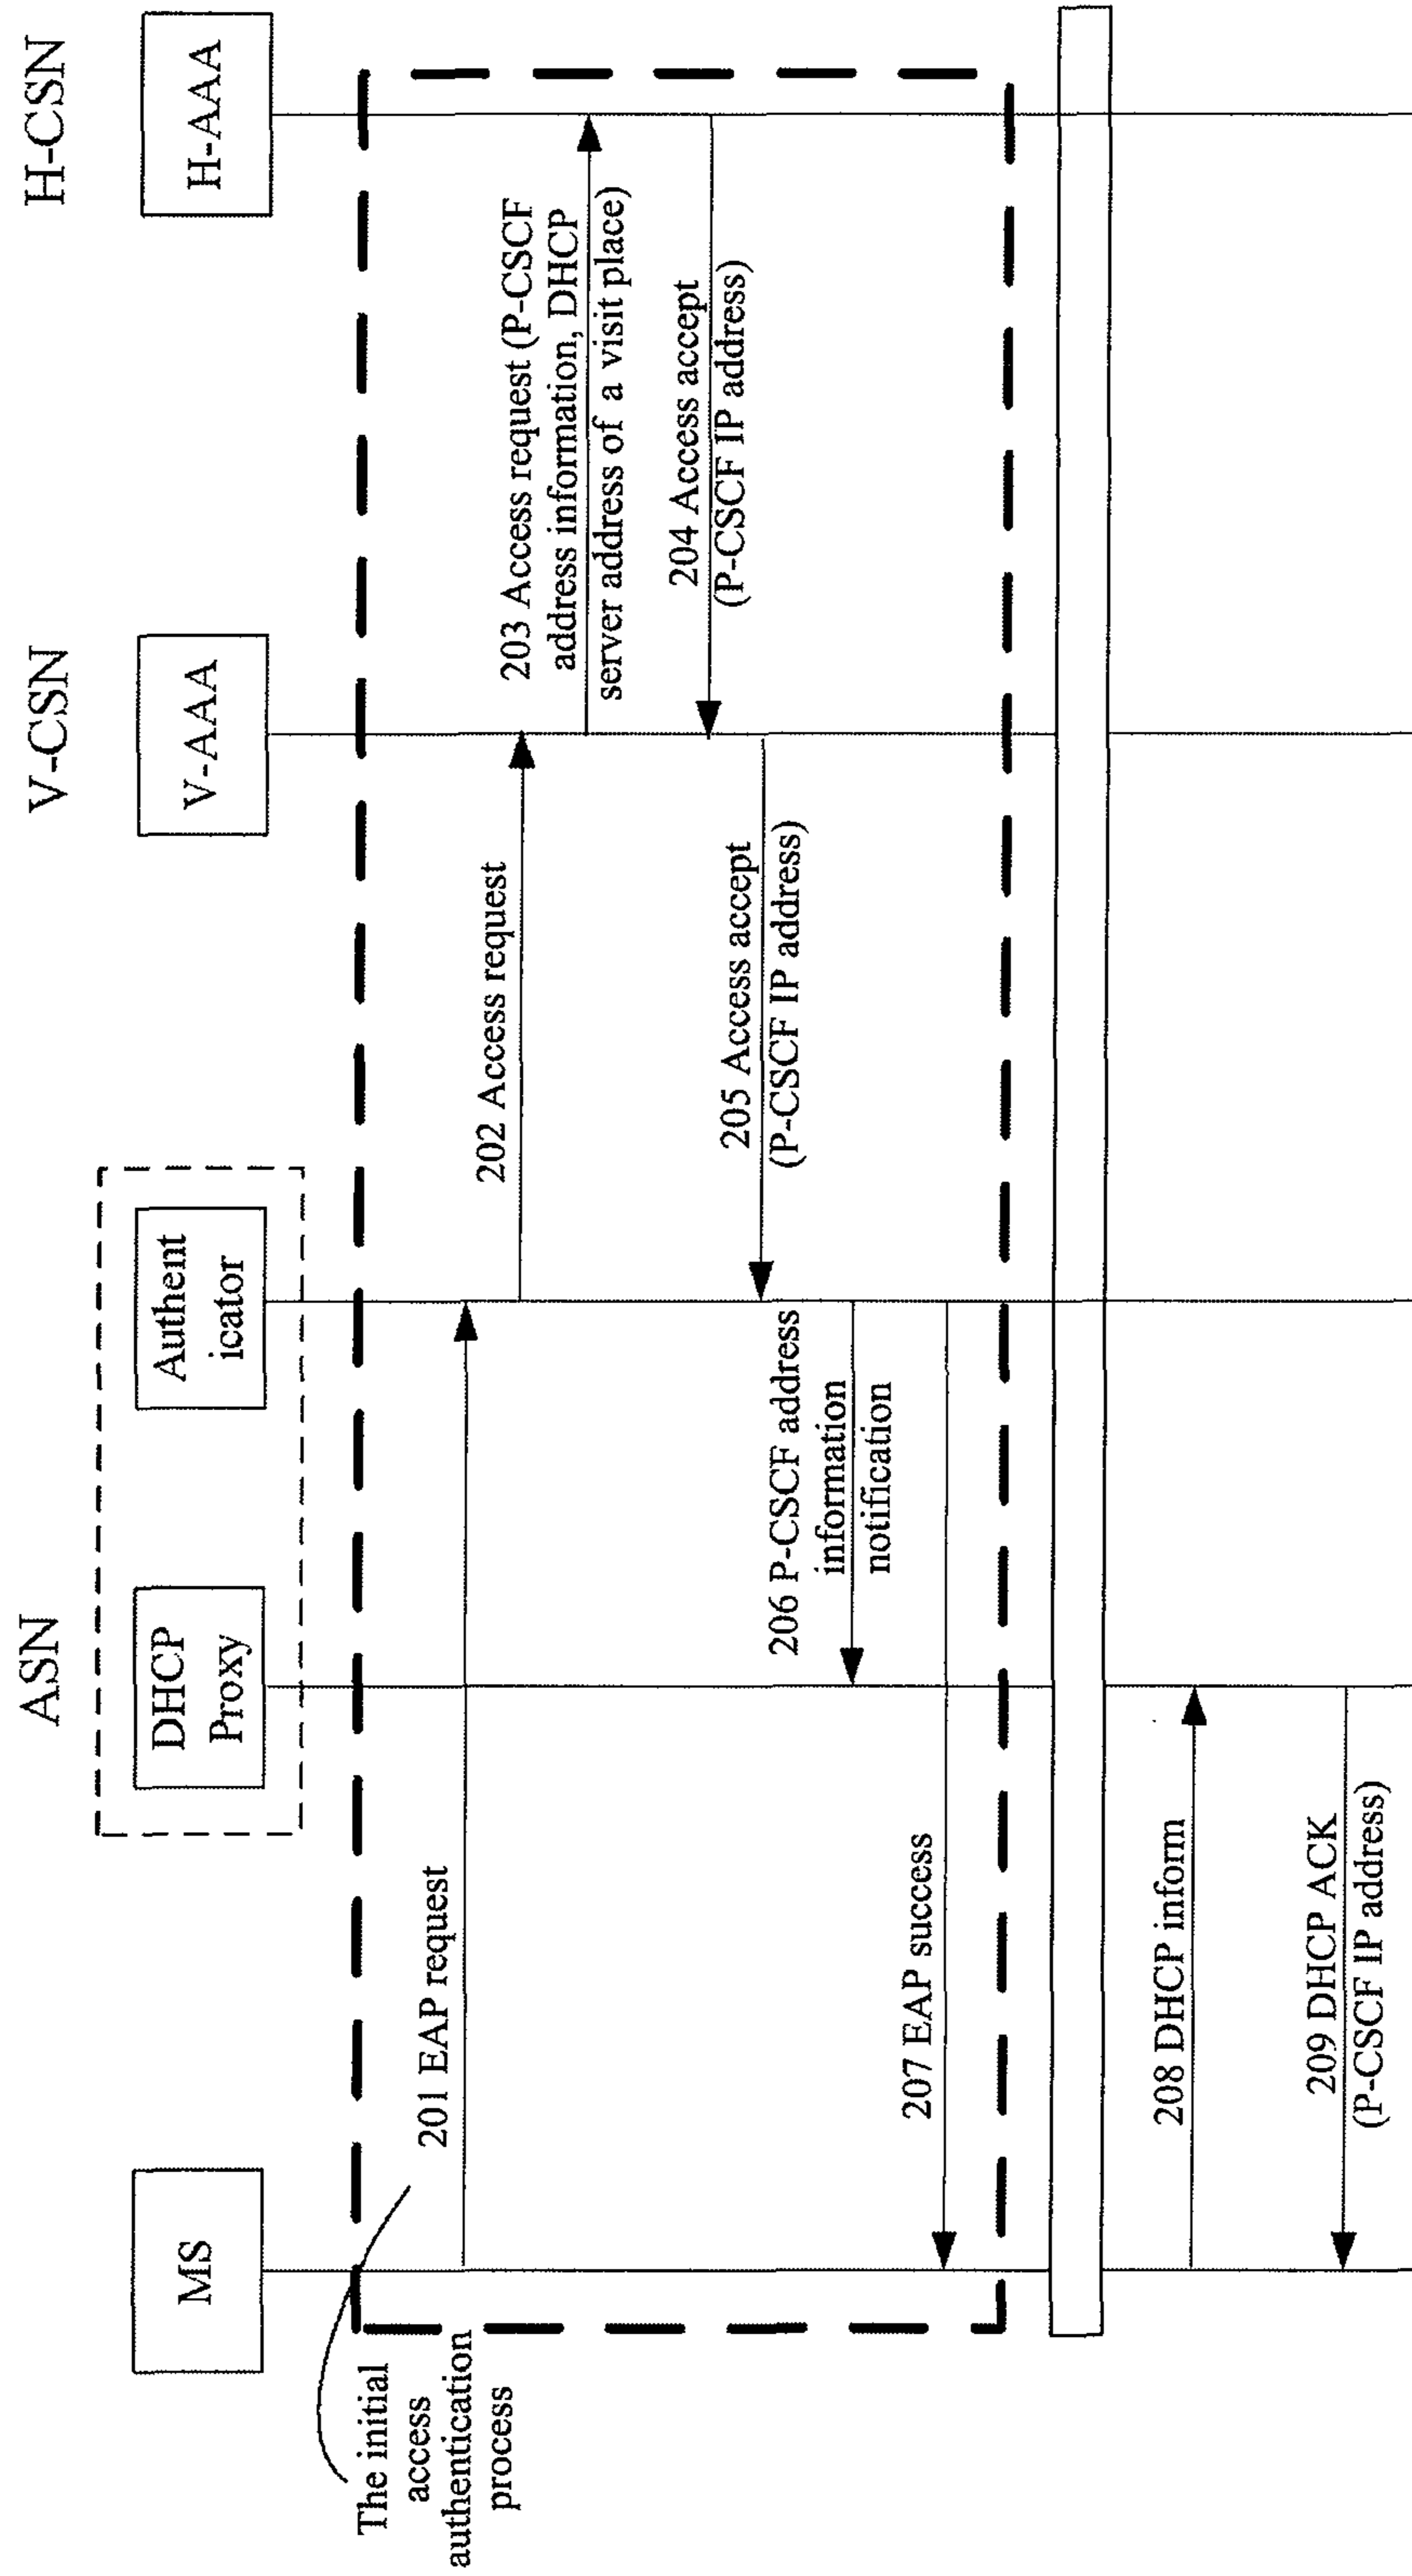 ASN
V-CSN
H-CSN
MS
DHCP
Proxy
Authent
icator
V-AAA
H-AAA
The initial
access
authentication
process
201 EAP request
202 Access request
203 Access request (P-CSCF
address information, DHCP
server address of a visit place)
204 Access accept
(P-CSCF IP address)
205 Access accept
(P-CSCF IP address)
206 P-CSCF address
information
notification
207 EAP success
208 DHCP inform
209 DHCP ACK
(P-CSCF IP address)